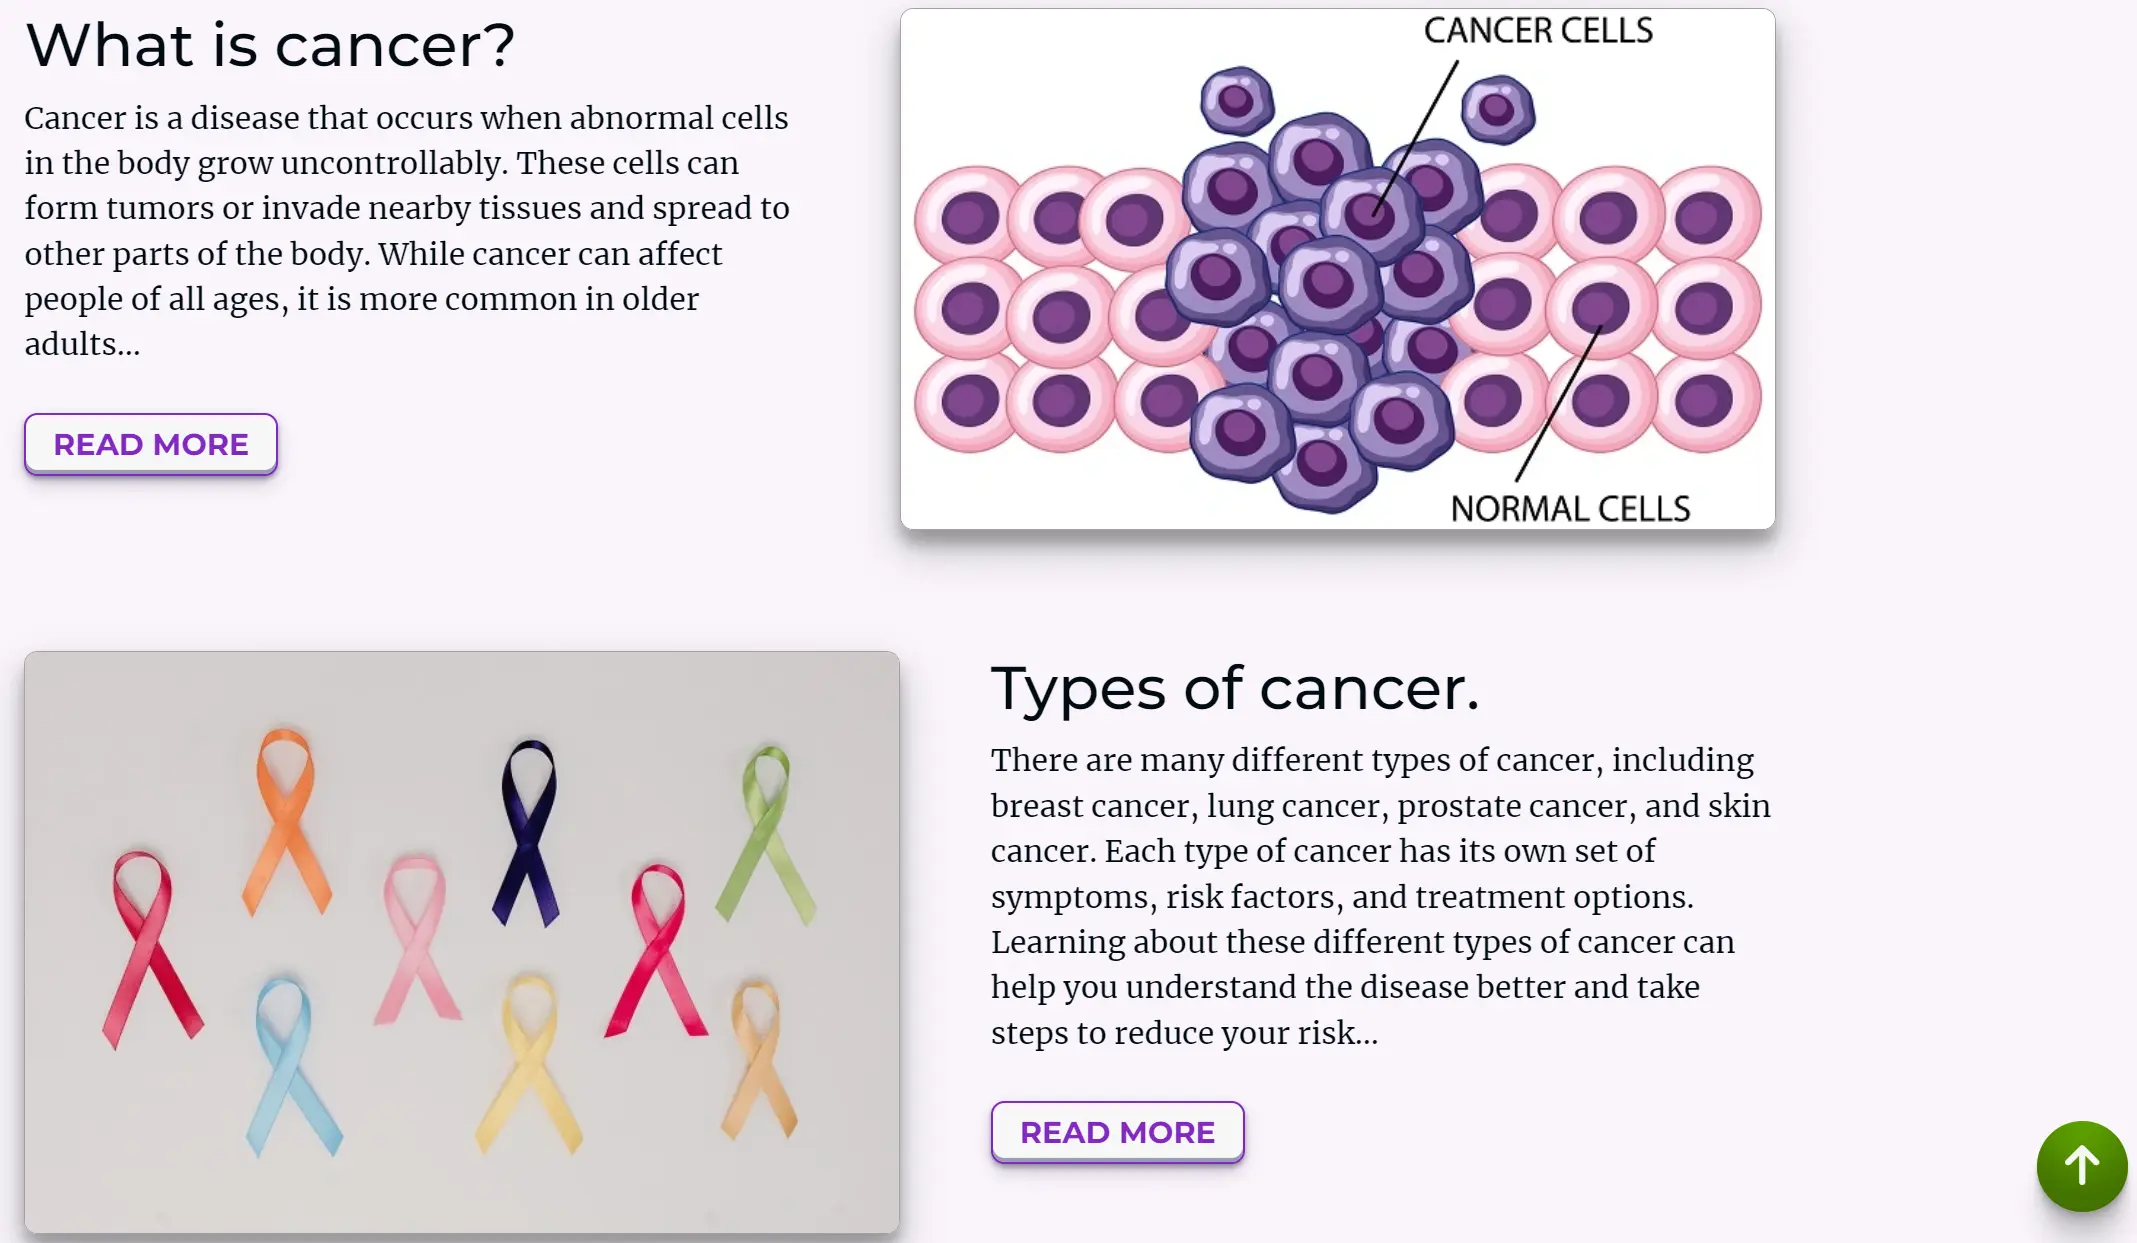 What is cancer?
Cancer is a disease that occurs when abnormal cells
in the body grow uncontrollably. These cells can
form tumors or invade nearby tissues and spread to
other parts of the body. While cancer can affect
people of all ages, it is more common in older
adults...
READ MORE
CANCER CELLS
NORMAL CELLS
Types of cancer.
There are many different types of cancer, including
breast cancer, lung cancer, prostate cancer, and skin
cancer. Each type of cancer has its own set of
symptoms, risk factors, and treatment options.
Learning about these different types of cancer can
help you understand the disease better and take
steps to reduce your risk...
READ MORE